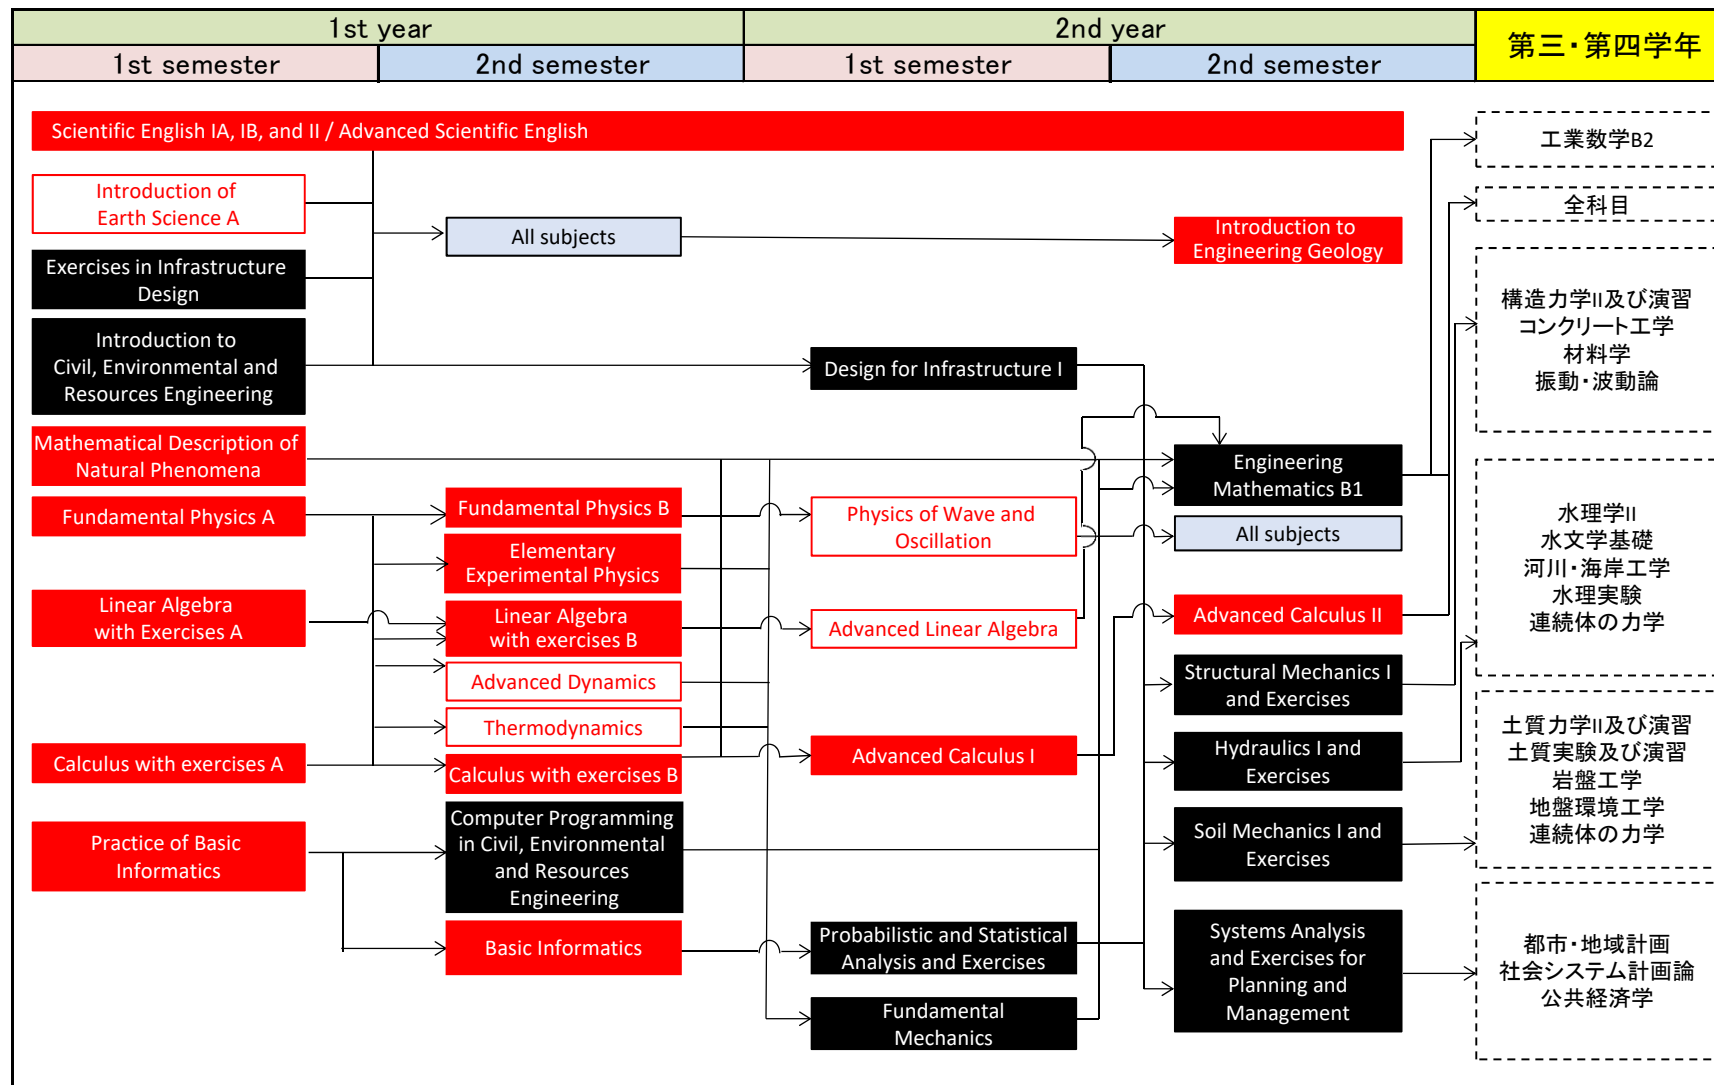 1st year
2nd year
第三・第四学年
1st semester
2nd semester
1st semester
2nd semester
Scientific English IA, IB, and II / Advanced Scientific English
Introduction of
Earth Science A
Exercises in Infrastructure
Design
Introduction to
Civil, Environmental and
Resources Engineering
Mathematical Description of
Natural Phenomena
Fundamental Physics A
Linear Algebra
with Exercises A
Calculus with exercises A
Practice of Basic
Informatics
All subjects
Fundamental Physics B
Elementary
Experimental Physics
Linear Algebra
with exercises B
Advanced Dynamics
Thermodynamics
Calculus with exercises B
Computer Programming
in Civil, Environmental
and Resources
Engineering
Basic Informatics
Design for Infrastructure I
Physics of Wave and
Oscillation
Advanced Linear Algebra
Advanced Calculus I
Probabilistic and Statistical
Analysis and Exercises
Fundamental
Mechanics
Introduction to
Engineering Geology
Engineering
Mathematics B1
All subjects
Advanced Calculus II
Structural Mechanics I
and Exercises
Hydraulics I and
Exercises
Soil Mechanics I and
Exercises
Systems Analysis
and Exercises for
Planning and
Management
工業数学B2
全科目
構造力学II及び演習
コンクリート工学
材料学
振動・波動論
水理学II
水文学基礎
河川・海岸工学
水理実験
連続体の力学
土質力学II及び演習
土質実験及び演習
岩盤工学
地盤環境工学
連続体の力学
都市・地域計画
社会システム計画論
公共経済学